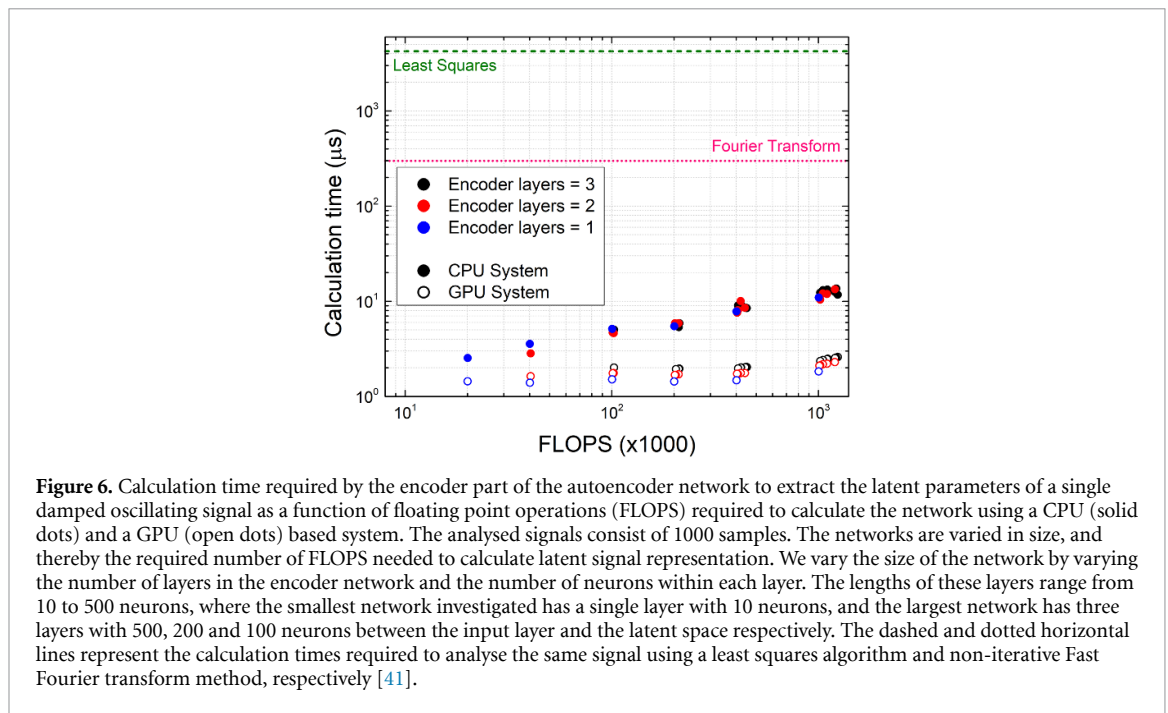 Least Squares
10³
Fourier Transform
Calculation time (µs)
Encoder layers = 3
10²
Encoder layers = 2
Encoder layers = 1
CPU System
10¹
GPU System
10⁰
10¹
10²
10³
FLOPS (x1000)
Figure 6. Calculation time required by the encoder part of the autoencoder network to extract the latent parameters of a single
damped oscillating signal as a function of floating point operations (FLOPS) required to calculate the network using a CPU (solid
dots) and a GPU (open dots) based system. The analysed signals consist of 1000 samples. The networks are varied in size, and
thereby the required number of FLOPS needed to calculate latent signal representation. We vary the size of the network by varying
the number of layers in the encoder network and the number of neurons within each layer. The lengths of these layers range from
10 to 500 neurons, where the smallest network investigated has a single layer with 10 neurons, and the largest network has three
layers with 500, 200 and 100 neurons between the input layer and the latent space respectively. The dashed and dotted horizontal
lines represent the calculation times required to analyse the same signal using a least squares algorithm and non-iterative Fast
Fourier transform method, respectively [41].